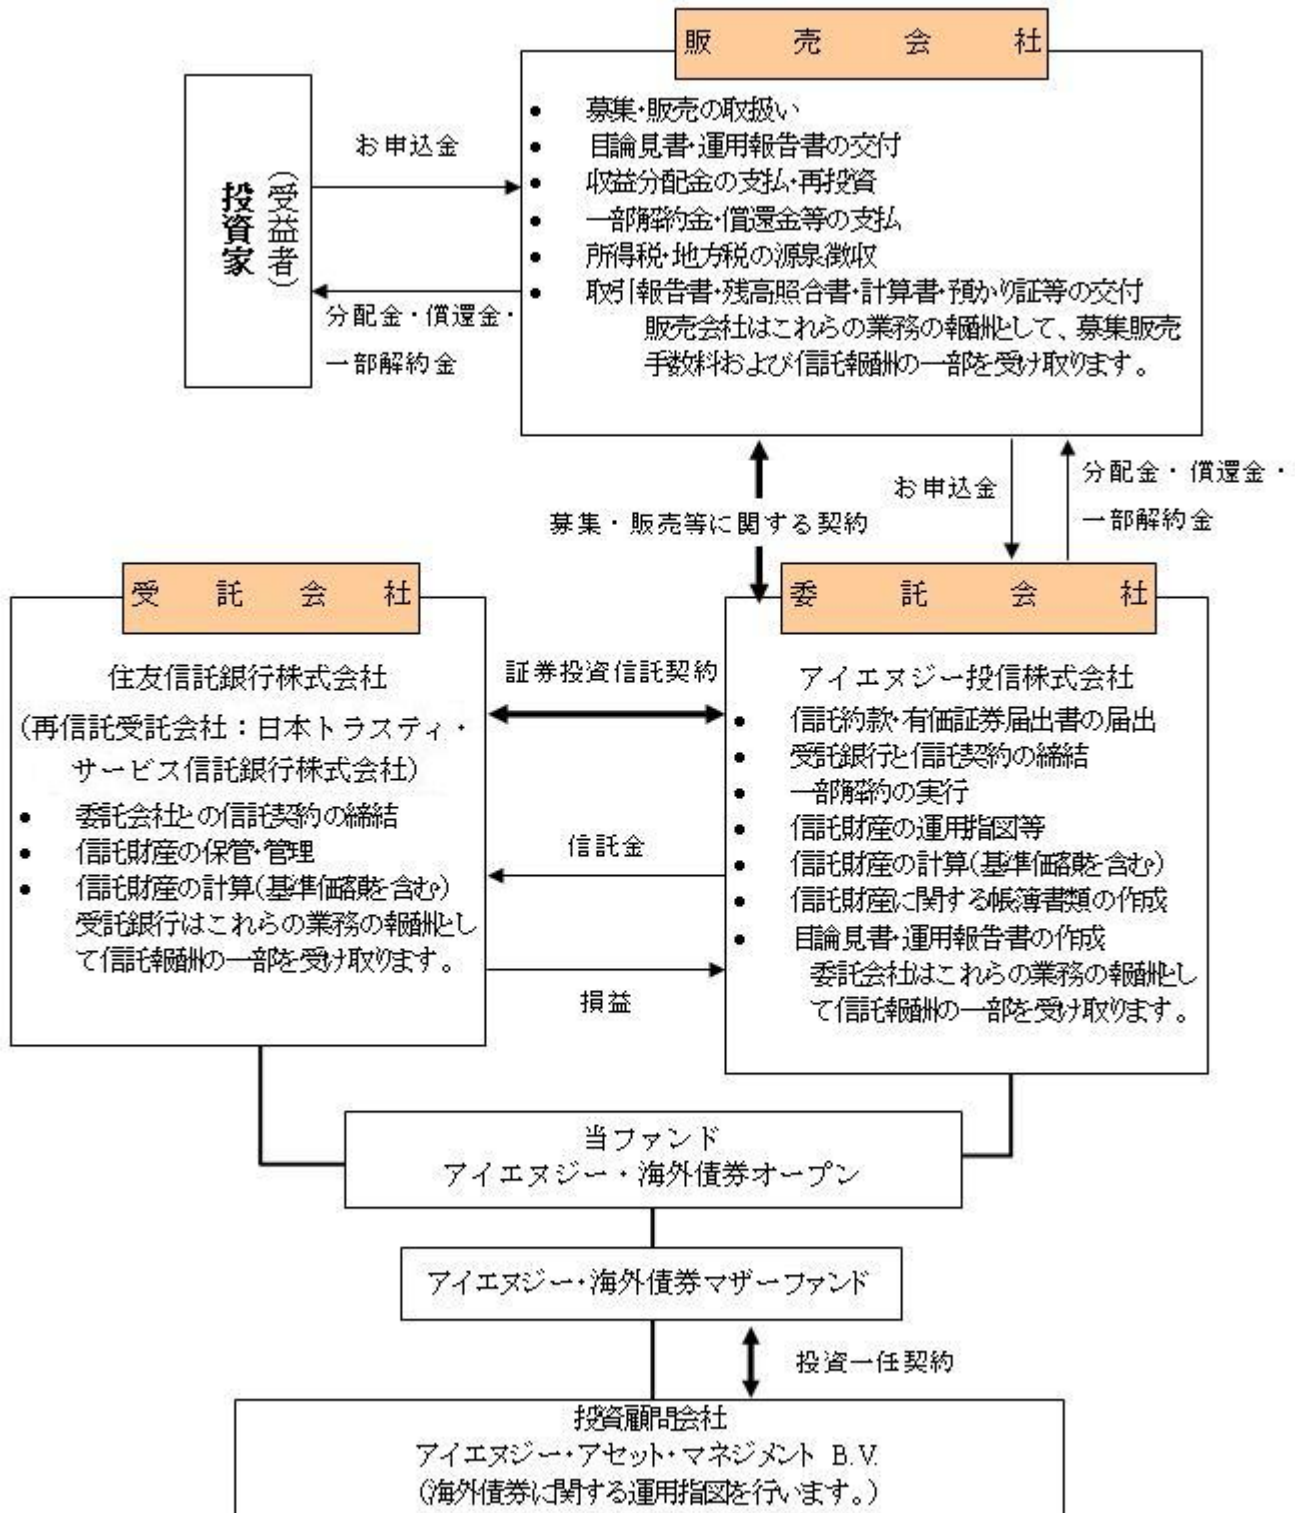 販売会社
投資家
(受益者)
お申込金
分配金・償還金・
一部解約金
• 募集・販売の取扱い
• 目論見書・運用報告書の交付
• 収益分配金の支払・再投資
• 一部解約金・償還金等の支払
• 所得税・地方税の源泉徴収
• 取引報告書・残高照合書・計算書・預かり証等の交付
販売会社はこれらの業務の報酬として、募集販売
手数料および信託報酬の一部を受け取ります。
募集・販売等に関する契約
お申込金
分配金・償還金・
一部解約金
受託会社
住友信託銀行株式会社
(再信託受託会社:日本トラスティ・
サービス信託銀行株式会社)
• 委託会社との信託契約の締結
• 信託財産の保管・管理
• 信託財産の計算(基準価額を含む)
受託銀行はこれらの業務の報酬とし
て信託報酬の一部を受け取ります。
証券投資信託契約
信託金
損益
委託会社
アイエヌジー投信株式会社
• 信託約款・有価証券届出書の届出
• 受託銀行と信託契約の締結
• 一部解約の実行
• 信託財産の運用指図等
• 信託財産の計算(基準価額を含む)
• 信託財産に関する帳簿書類の作成
• 目論見書・運用報告書の作成
委託会社はこれらの業務の報酬とし
て信託報酬の一部を受け取ります。
当ファンド
アイエヌジー・海外債券オープン
アイエヌジー・海外債券マザーファンド
投資一任契約
投資顧問会社
アイエヌジー・アセット・マネジメント B.V.
(海外債券に関する運用指図を行います。)